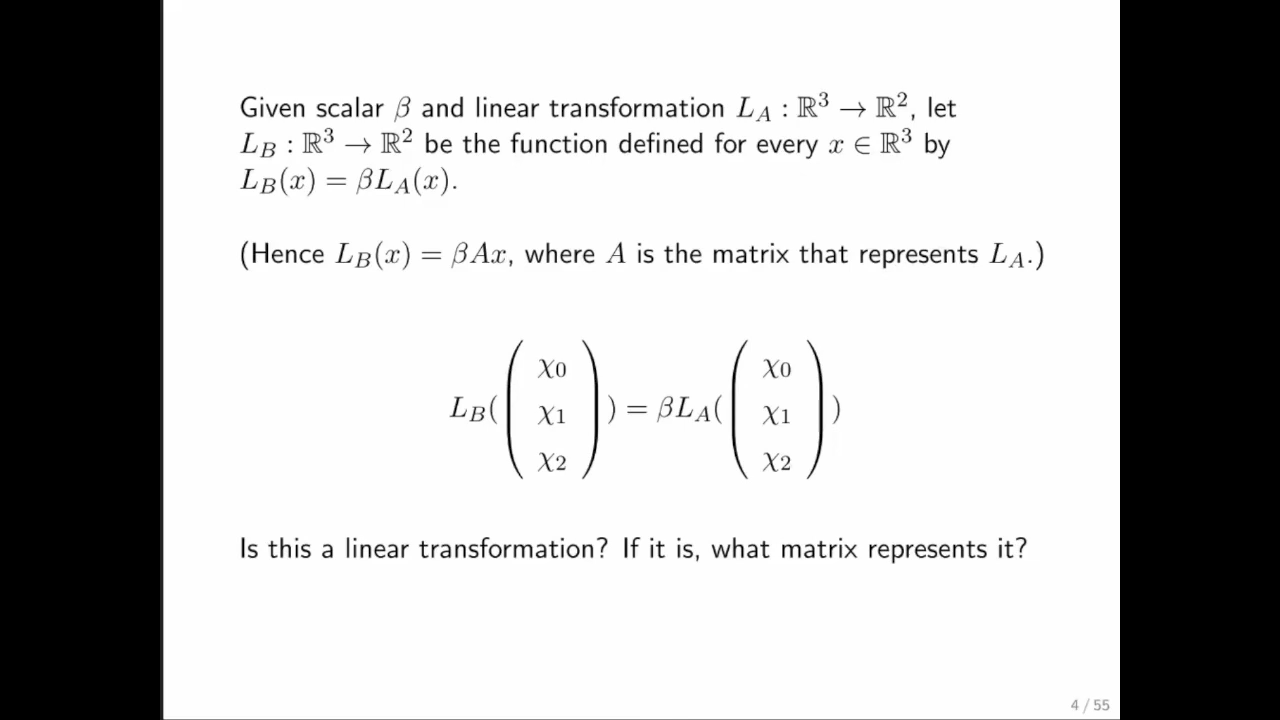 Given scalar β and linear transformation L_A : ℝ³ → ℝ², let
L_B : ℝ³ → ℝ² be the function defined for every x ∈ ℝ³ by
L_B(x) = βL_A(x).
(Hence L_B(x) = βAx, where A is the matrix that represents L_A.)
L_B( ( χ0 χ1 χ2 ) ) = βL_A( ( χ0 χ1 χ2 ) )
Is this a linear transformation? If it is, what matrix represents it?
4 / 55